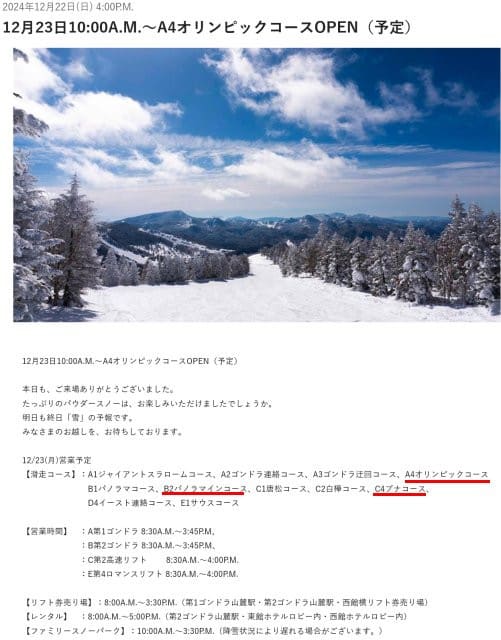 2024年12月22日(日) 4:00P.M.
12月23日10:00A.M.～A4オリンピックコースOPEN（予定）
12月23日10:00A.M.～A4オリンピックコースOPEN（予定）
本日も、ご来場ありがとうございました。
たっぷりのパウダースノーは、お楽しみいただけましたでしょうか。
明日も終日「雪」の予報です。
みなさまのお越しを、お待ちしております。
12/23(月)営業予定
【滑走コース】：A1ジャイアントスラロームコース、A2ゴンドラ連絡コース、A3ゴンドラ迂回コース、A4オリンピックコース
B1パノラマコース、B2パノラマインコース、C1唐松コース、C2白樺コース、C4ブナコース、
D4イースト連絡コース、E1サウスコース
【営業時間】　：A第1ゴンドラ 8:30A.M.～3:45P.M、
：B第2ゴンドラ 8:30A.M.～3:45P.M、
：C第2高速リフト　8:30A.M.～4:00P.M.
：E第4ロマンスリフト 8:30A.M.～4:00P.M.
【リフト券売り場】：8:00A.M.～3:30P.M.（第1ゴンドラ山麓駅・第2ゴンドラ山麓駅・西館横リフト券売り場）
【レンタル】　：8:00A.M.～5:00P.M.（第2ゴンドラ山麓駅・東館ホテルロビー内・西館ホテルロビー内）
【ファミリースノーパーク】：10:00A.M.～3:30P.M.（降雪状況により遅れる場合がございます。）